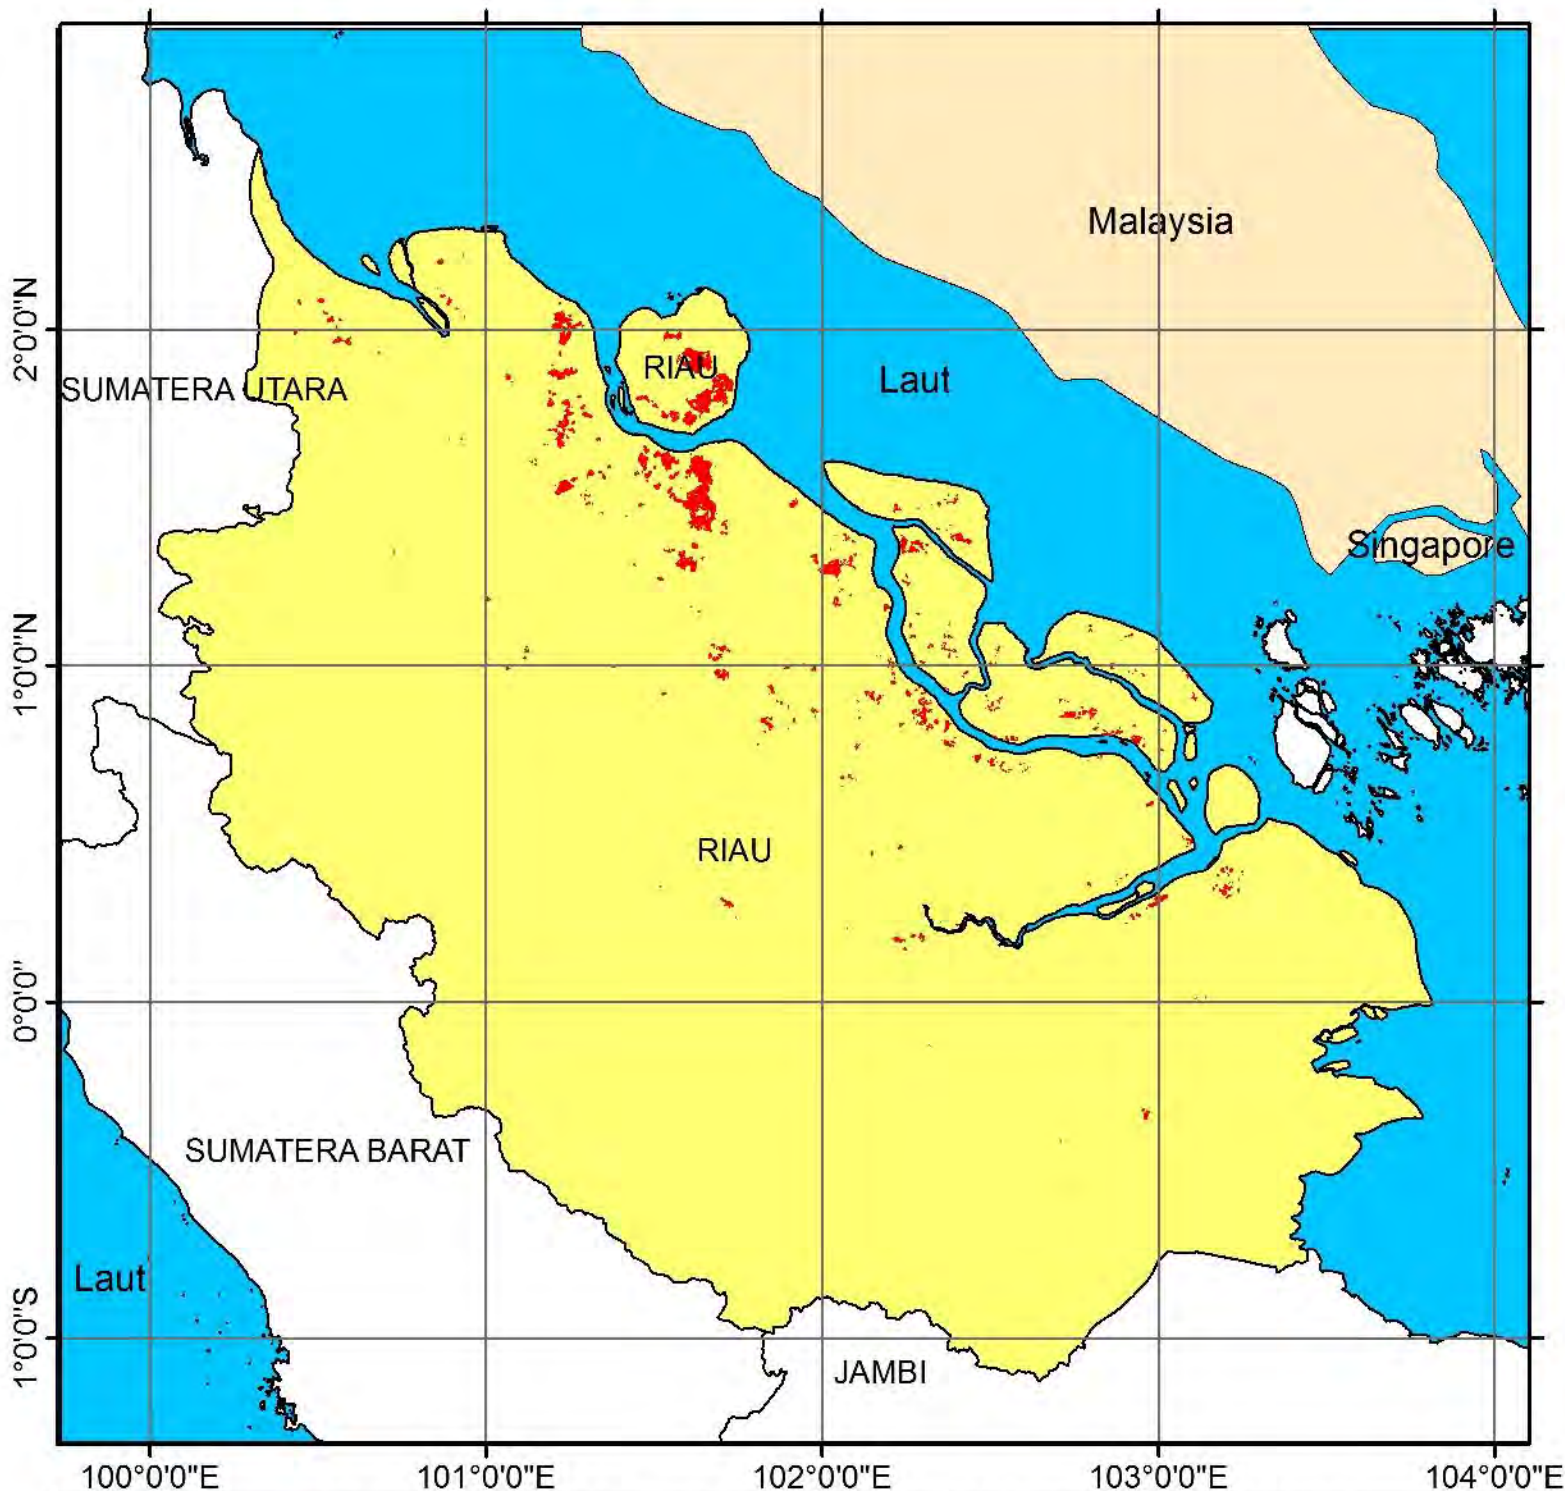 Malaysia
2°0'0"N
RIAU
Laut
SUMATERA UTARA
Singapore
1°0'0"N
RIAU
0°0'0"
SUMATERA BARAT
Laut
1°0'0"S
JAMBI
100°0'0"E
101°0'0"E
102°0'0"E
103°0'0"E
104°0'0"E